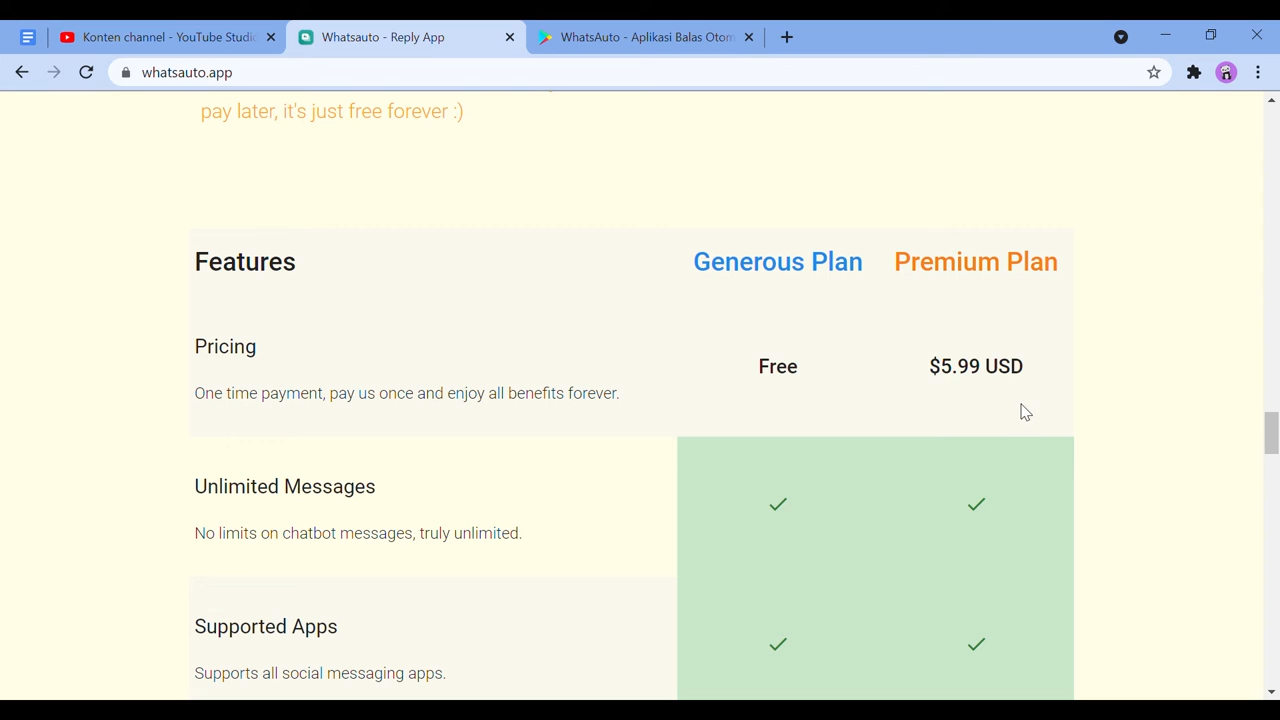 Konten channel - YouTube Studio
Whatsauto - Reply App
WhatsAuto - Aplikasi Balas Otom
whatsauto.app
pay later, it's just free forever :)
Features
Generous Plan
Premium Plan
Pricing
One time payment, pay us once and enjoy all benefits forever.
Free
$5.99 USD
Unlimited Messages
No limits on chatbot messages, truly unlimited.
Supported Apps
Supports all social messaging apps.